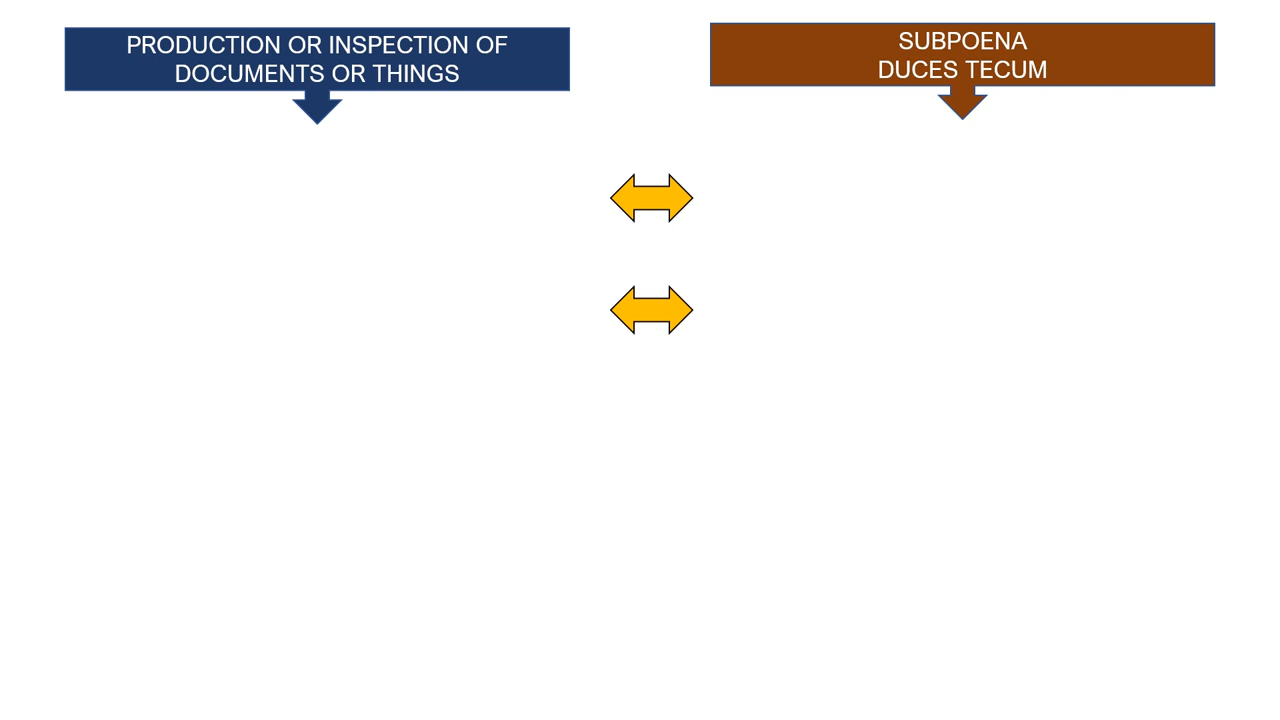 PRODUCTION OR INSPECTION OF
DOCUMENTS OR THINGS
SUBPOENA
DUCES TECUM